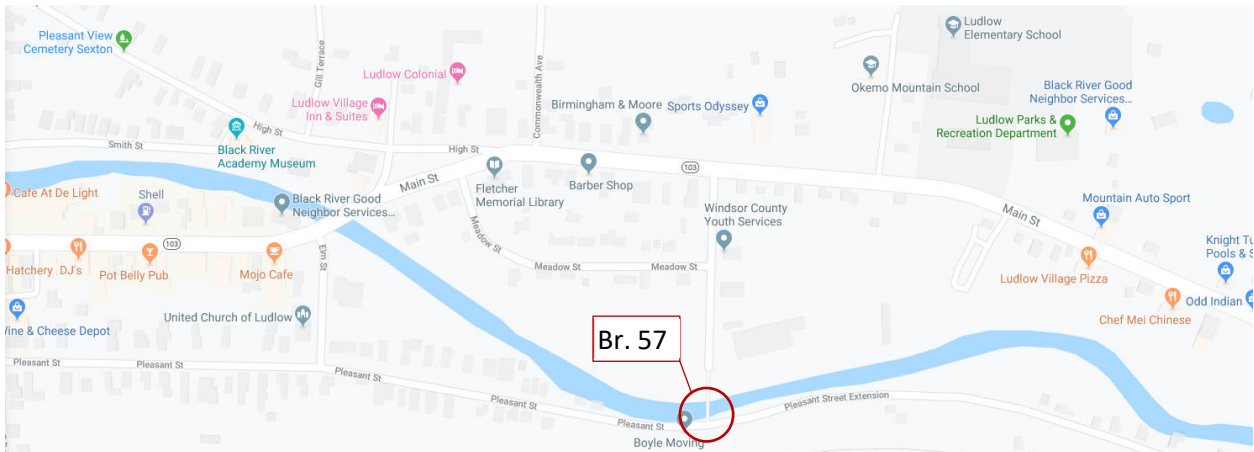 Pleasant View
Cemetery Sexton
Gill Terrace
Ludlow Colonial
Ludlow Village
Inn & Suites
Commonwealth Ave
Birmingham & Moore
Sports Odyssey
Okemo Mountain School
Ludlow
Elementary School
Black River Good
Neighbor Services...
Ludlow Parks &
Recreation Department
High St
Smith St
Black River
Academy Museum
High St
103
Main St
Fletcher
Memorial Library
Barber Shop
Cafe At De Light
Shell
Black River Good
Neighbor Services...
Windsor County
Youth Services
Main St
Mountain Auto Sport
Meadow St
103
Elm St
Hatchery
DJ's
Pot Belly Pub
Mojo Cafe
Meadow St
Meadow St
Knight Tu
Pools & S
Ludlow Village Pizza
Odd Indian
Chef Mei Chinese
Wine & Cheese Depot
United Church of Ludlow
Br. 57
Pleasant St
Pleasant St
Pleasant St
Pleasant St
Pleasant St
Pleasant Street Extension
Boyle Moving